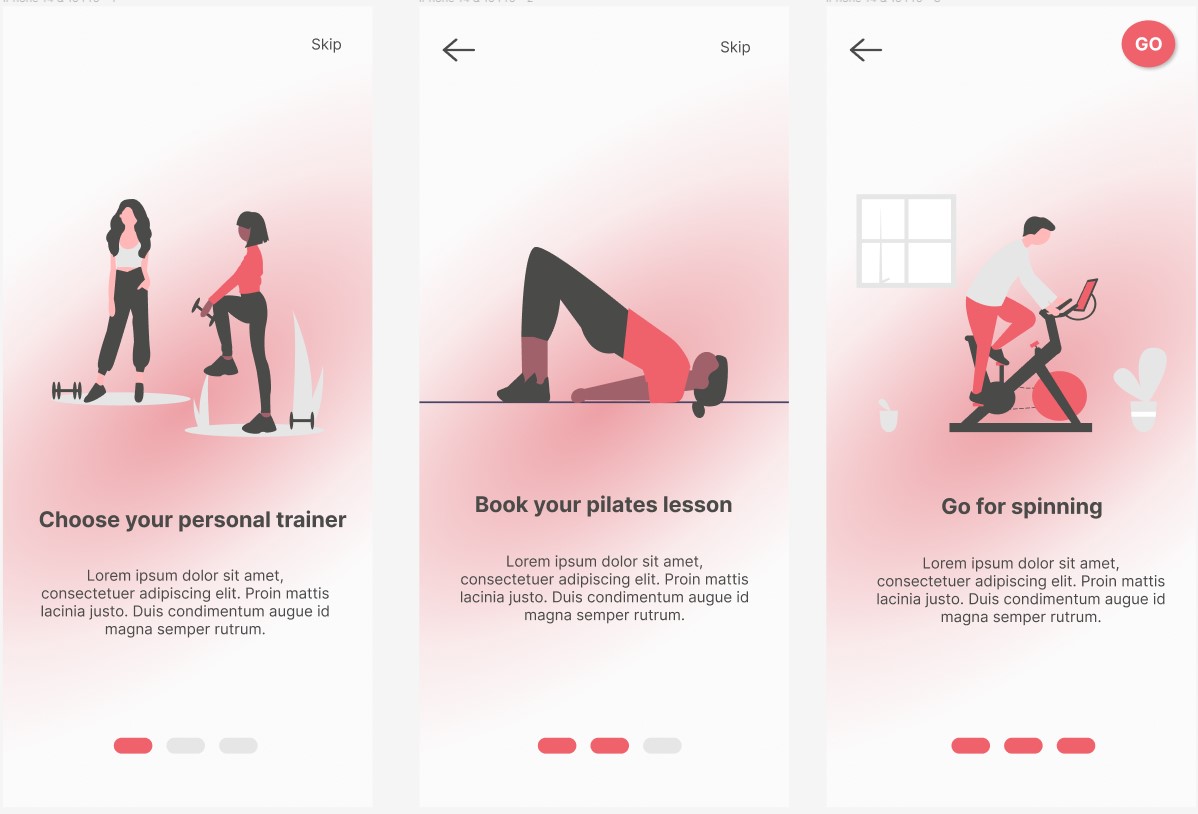 Skip
Choose your personal trainer
Lorem ipsum dolor sit amet,
consectetuer adipiscing elit. Proin mattis
lacinia justo. Duis condimentum augue id
magna semper rutrum.
Skip
Book your pilates lesson
Lorem ipsum dolor sit amet,
consectetuer adipiscing elit. Proin mattis
lacinia justo. Duis condimentum augue id
magna semper rutrum.
GO
Go for spinning
Lorem ipsum dolor sit amet,
consectetuer adipiscing elit. Proin mattis
lacinia justo. Duis condimentum augue id
magna semper rutrum.